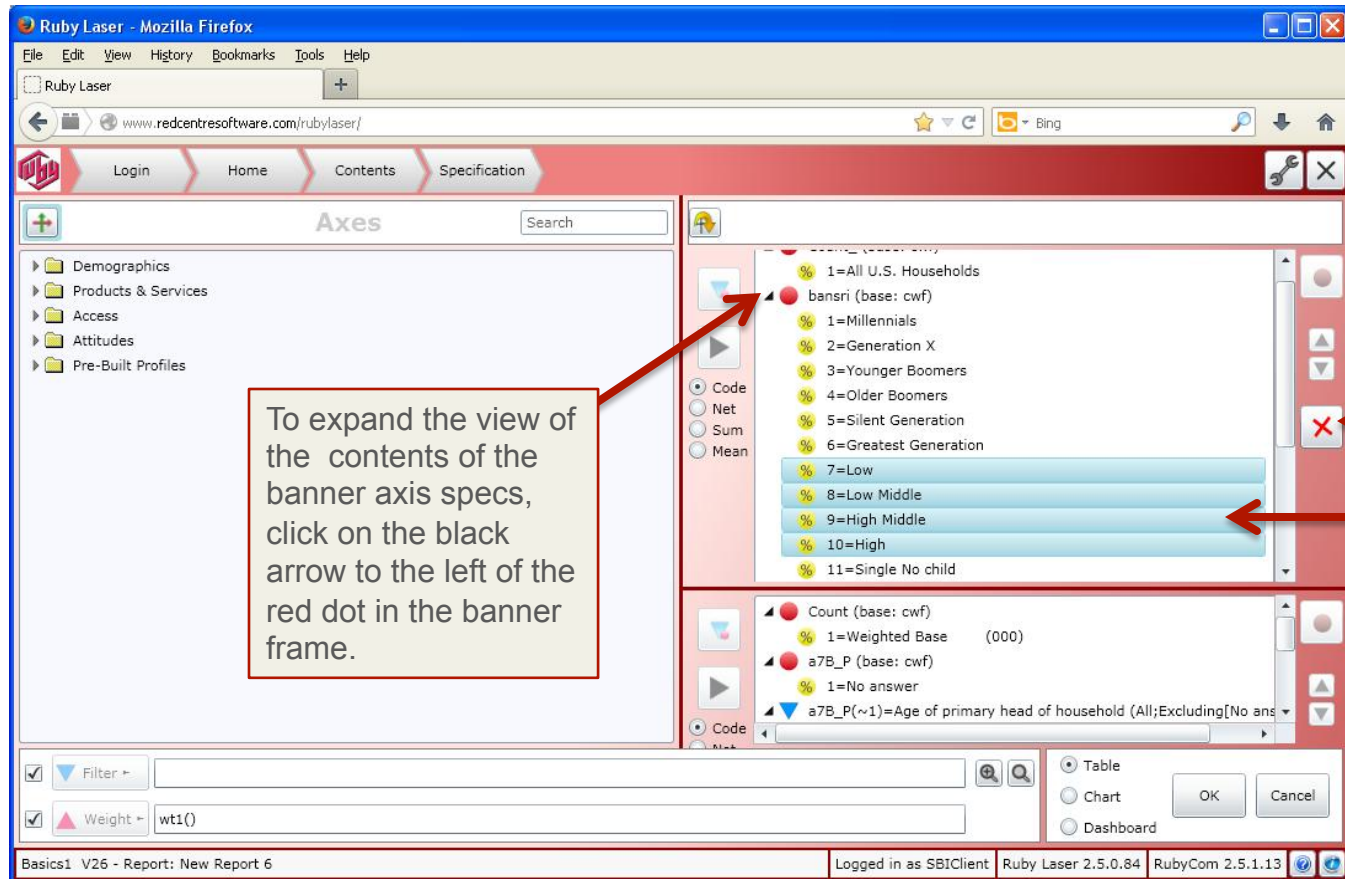 Ruby Laser - Mozilla Firefox
File Edit View History Bookmarks Tools Help
Ruby Laser
www.redcentresoftware.com/rubylaser/
Bing
ruby
Login Home Contents Specification
Axes
Search
Demographics
Products & Services
Access
Attitudes
Pre-Built Profiles
To expand the view of
the contents of the
banner axis specs,
click on the black
arrow to the left of the
red dot in the banner
frame.
Code
Net
Sum
Mean
% 1=All U.S. Households
bansri (base: cwf)
% 1=Millennials
% 2=Generation X
% 3=Younger Boomers
% 4=Older Boomers
% 5=Silent Generation
% 6=Greatest Generation
% 7=Low
% 8=Low Middle
% 9=High Middle
% 10=High
% 11=Single No child
Code
Count (base: cwf)
% 1=Weighted Base (000)
a7B_P (base: cwf)
% 1=No answer
a7B_P(~1)=Age of primary head of household (All;Excluding[No ans
Filter
Weight
wt1()
Table
Chart
Dashboard
OK
Cancel
Basics1 V26 - Report: New Report 6
Logged in as SBIClient
Ruby Laser 2.5.0.84
RubyCom 2.5.1.13